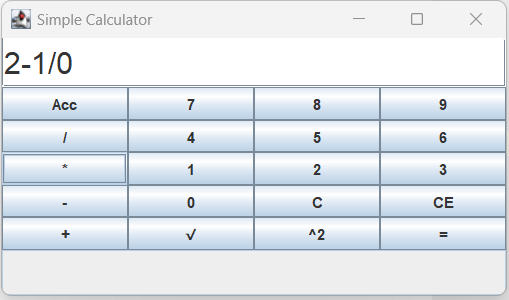 Simple Calculator
2-1/0
Acc 7 8 9
/ 4 5 6
* 1 2 3
- 0 C CE
+ √ ^2 =